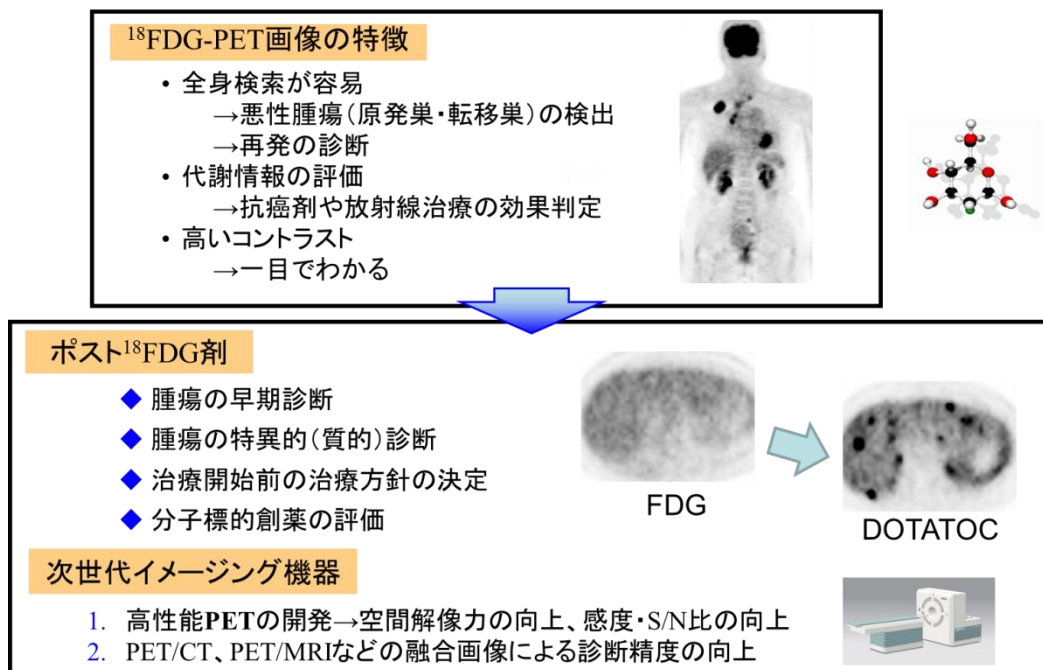 ¹⁸FDG-PET画像の特徴
• 全身検索が容易
→悪性腫瘍(原発巣・転移巣)の検出
→再発の診断
• 代謝情報の評価
→抗癌剤や放射線治療の効果判定
• 高いコントラスト
→一目でわかる
ポスト¹⁸FDG剤
◆ 腫瘍の早期診断
◆ 腫瘍の特異的(質的)診断
◆ 治療開始前の治療方針の決定
◆ 分子標的創薬の評価
FDG
DOTATOC
次世代イメージング機器
1. 高性能PETの開発→空間解像力の向上、感度・S/N比の向上
2. PET/CT、PET/MRIなどの融合画像による診断精度の向上